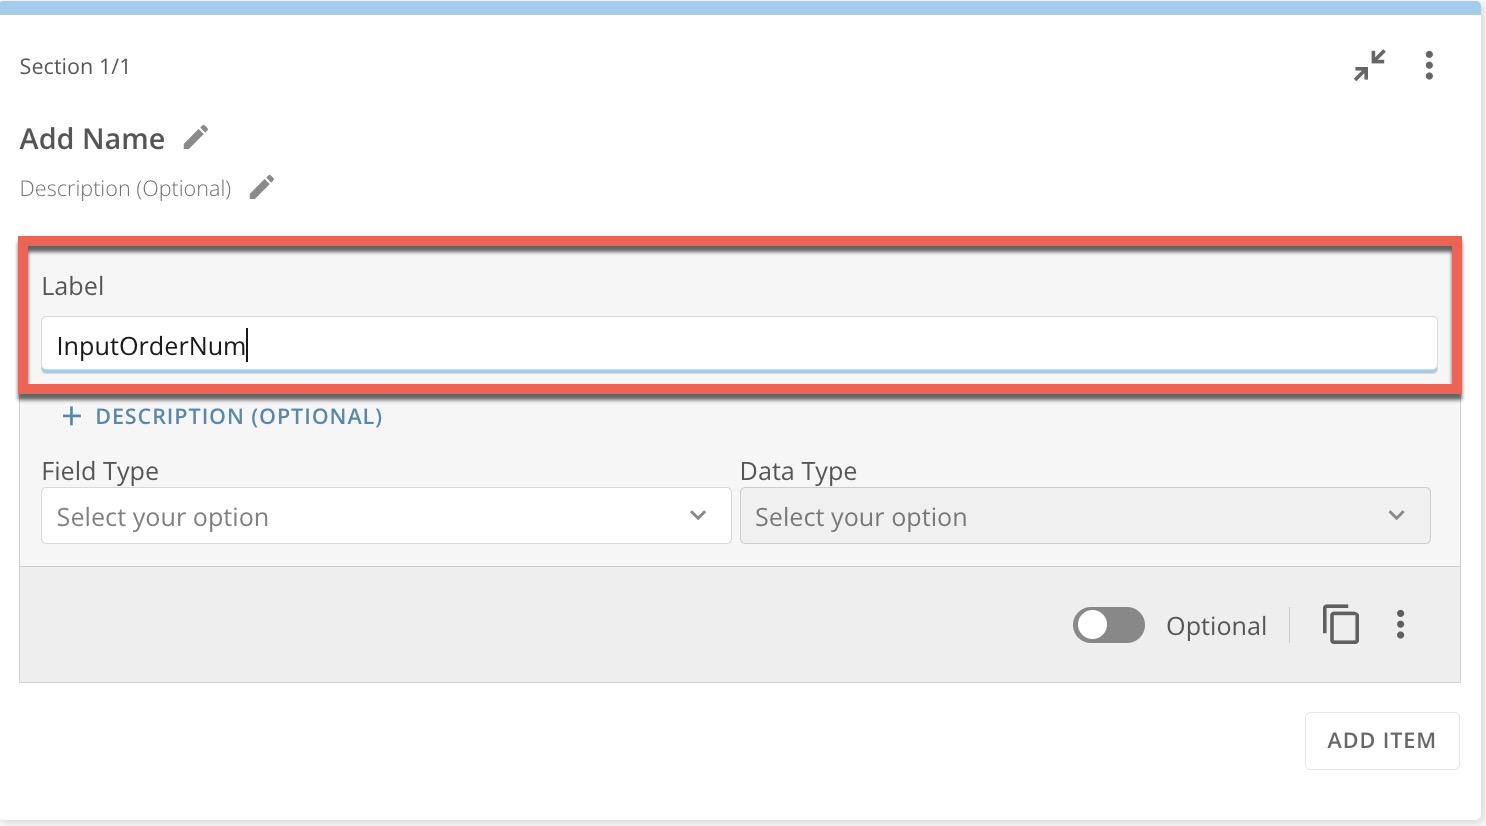 Section 1/1
Add Name
Description (Optional)
Label
InputOrderNum
+ DESCRIPTION (OPTIONAL)
Field Type Data Type
Select your option Select your option
Optional
ADD ITEM